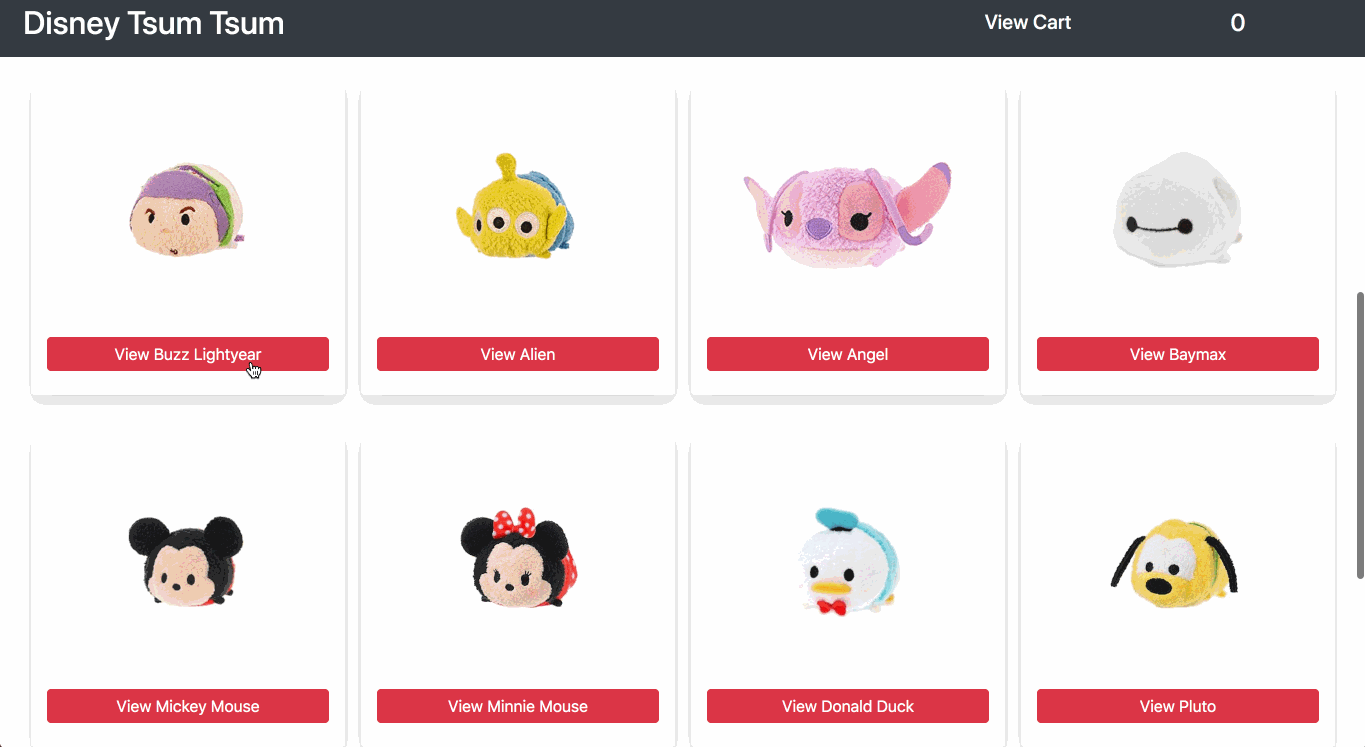 Disney Tsum Tsum
View Cart
0
View Buzz Lightyear
View Alien
View Angel
View Baymax
View Mickey Mouse
View Minnie Mouse
View Donald Duck
View Pluto